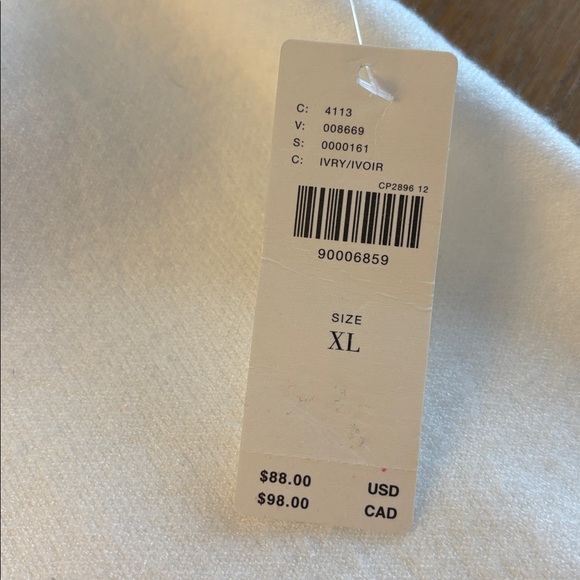 C: 4113
V: 008669
S: 0000161
C: IVRY/IVOIR
CP2896 12
90006859
SIZE
XL
$88.00 USD
$98.00 CAD